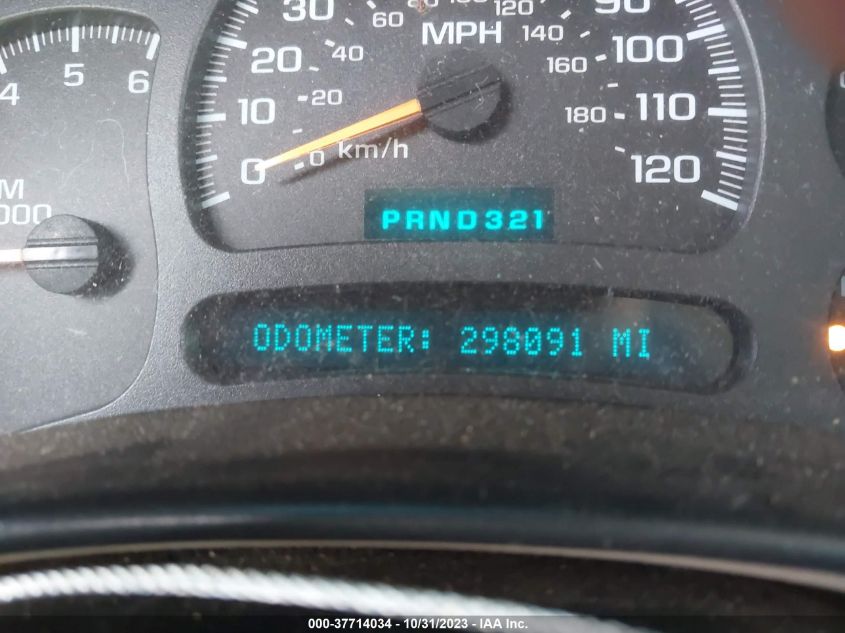 30 60 120 90
MPH 140 100
20 40 160
5 6
4
10 20 180 110
0 0 km/h 120
M
000
PRND321
ODOMETER: 298091 MI
000-37714034 - 10/31/2023 - IAA Inc.